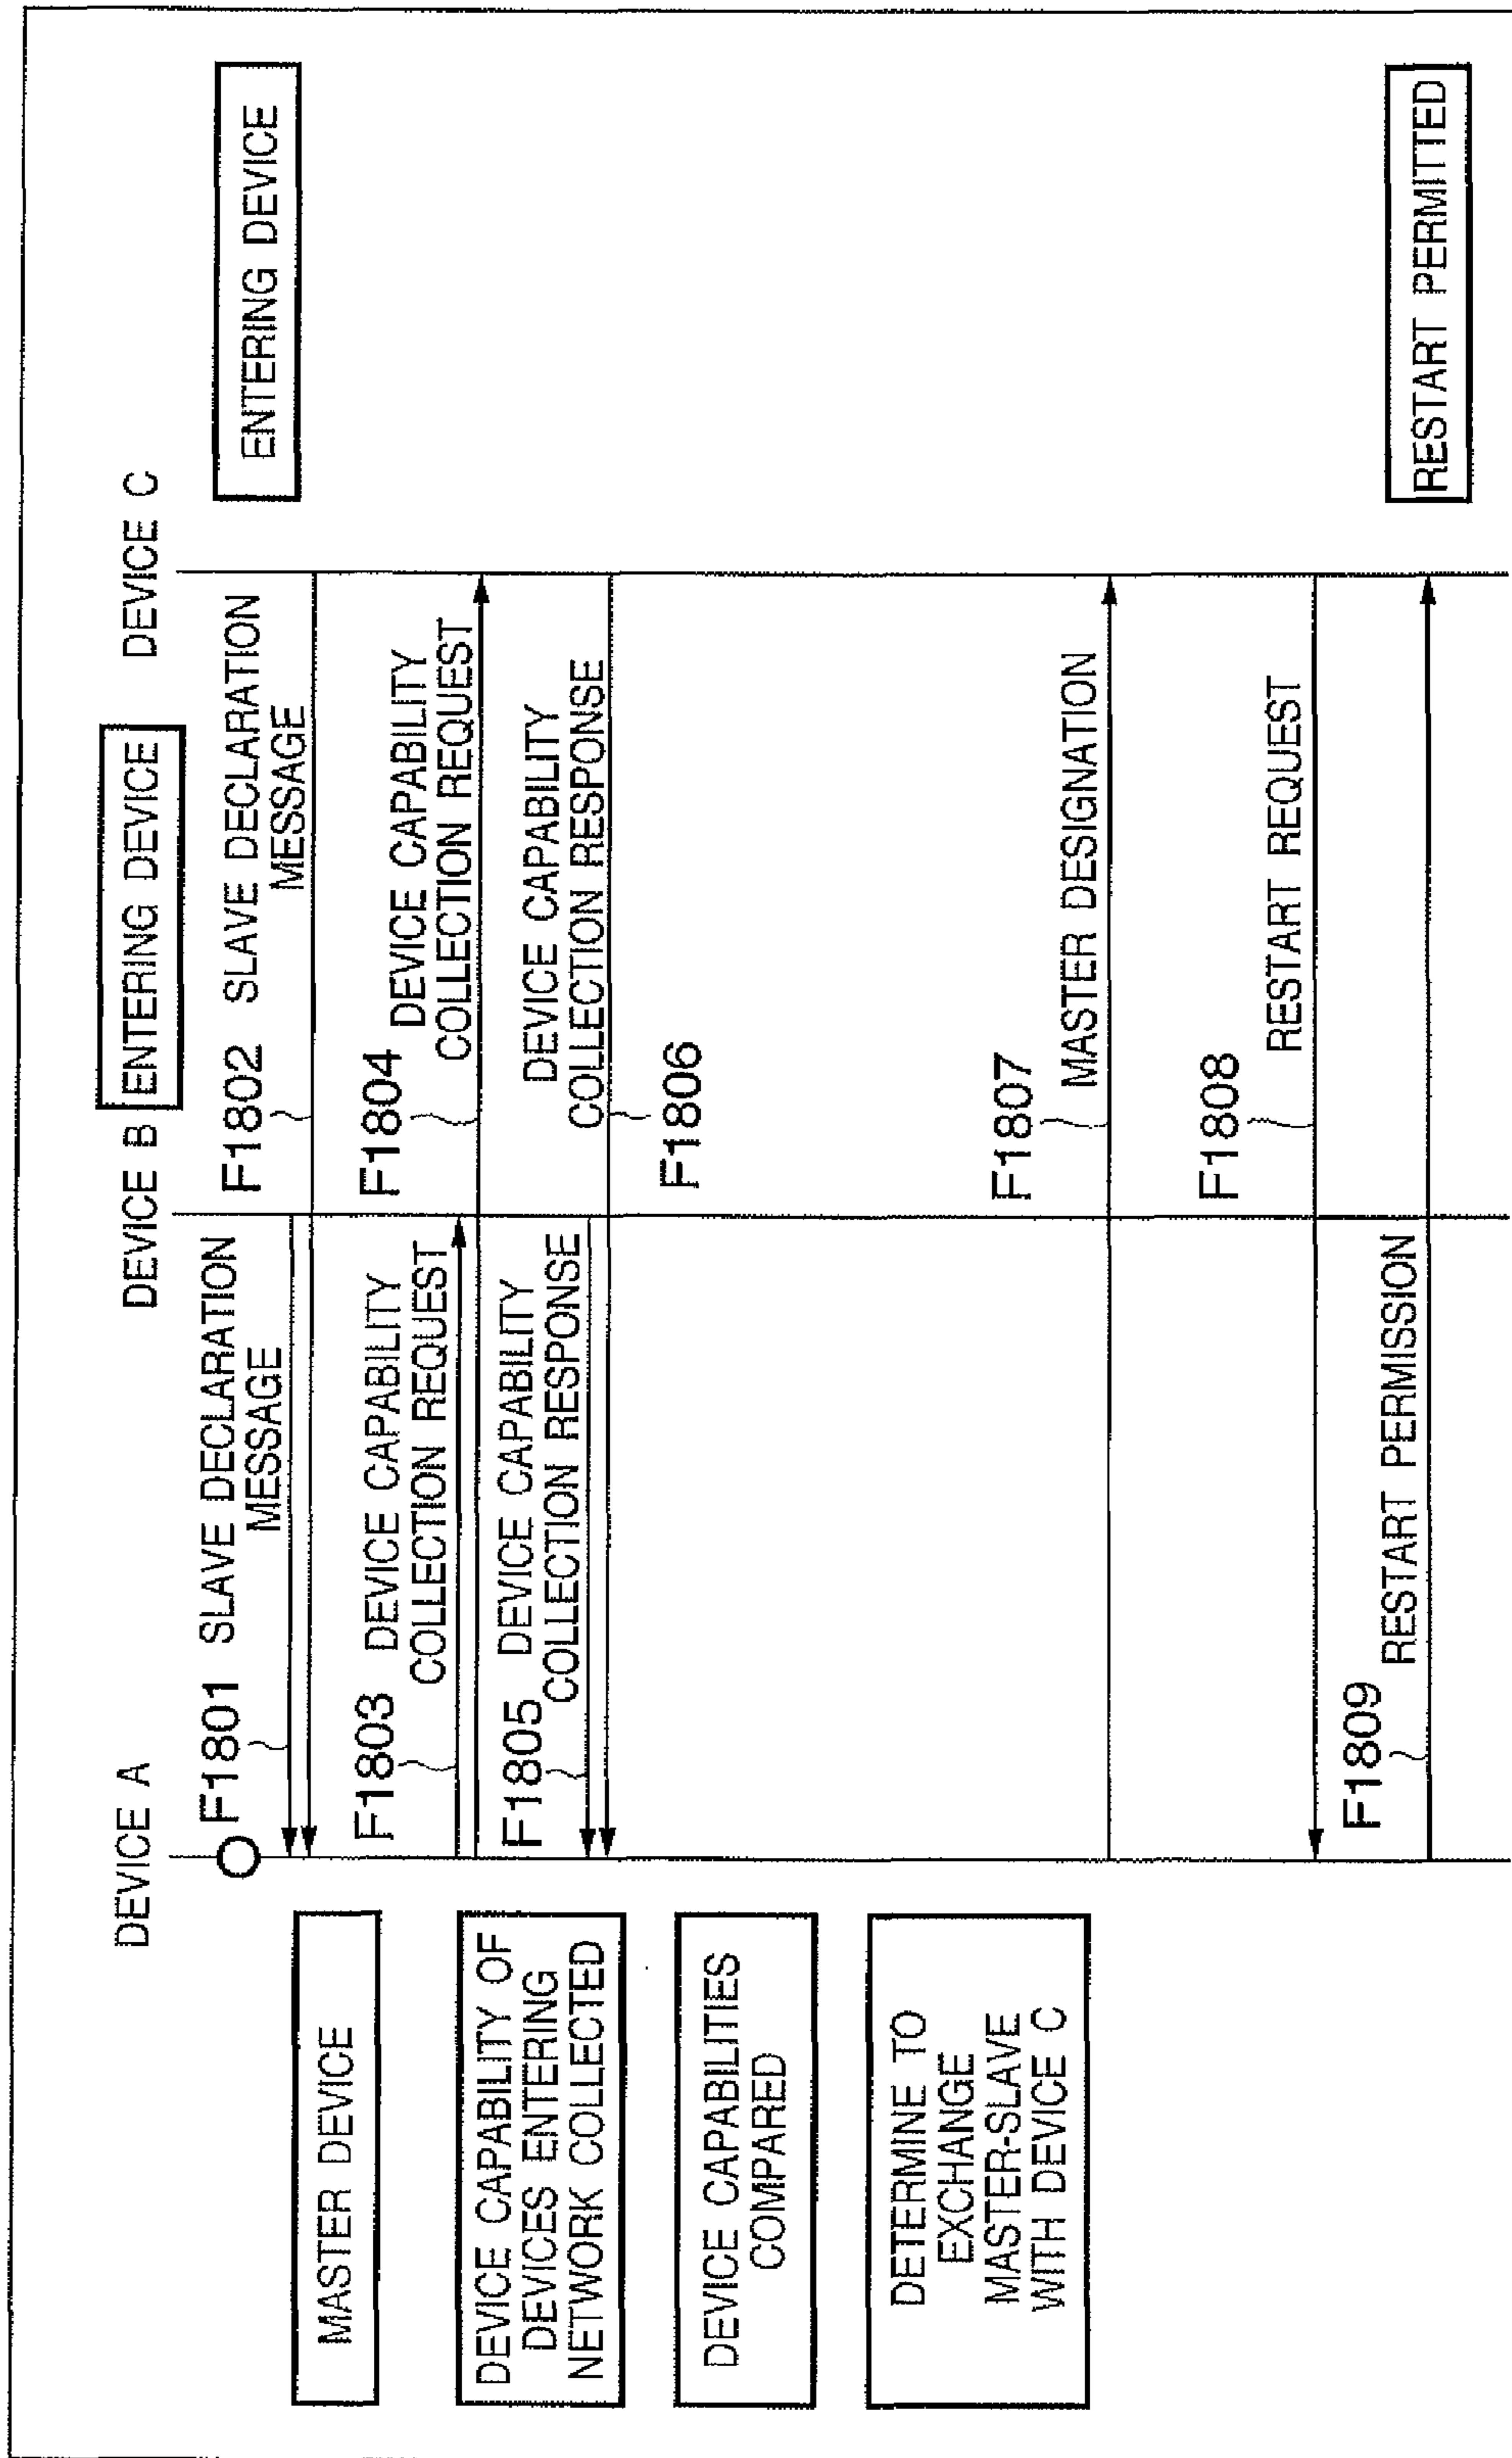 DEVICE A
DEVICE B
ENTERING DEVICE
DEVICE C
MASTER DEVICE
F1801
SLAVE DECLARATION
MESSAGE
F1802
SLAVE DECLARATION
MESSAGE
ENTERING DEVICE
DEVICE CAPABILITY OF
DEVICES ENTERING
NETWORK COLLECTED
F1803
DEVICE CAPABILITY
COLLECTION REQUEST
F1804
DEVICE CAPABILITY
COLLECTION REQUEST
F1805
DEVICE CAPABILITY
COLLECTION RESPONSE
DEVICE CAPABILITY
COLLECTION RESPONSE
F1806
DEVICE CAPABILITIES
COMPARED
DETERMINE TO
EXCHANGE
MASTER-SLAVE
WITH DEVICE C
F1807
MASTER DESIGNATION
F1808
RESTART REQUEST
F1809
RESTART PERMISSION
RESTART PERMITTED